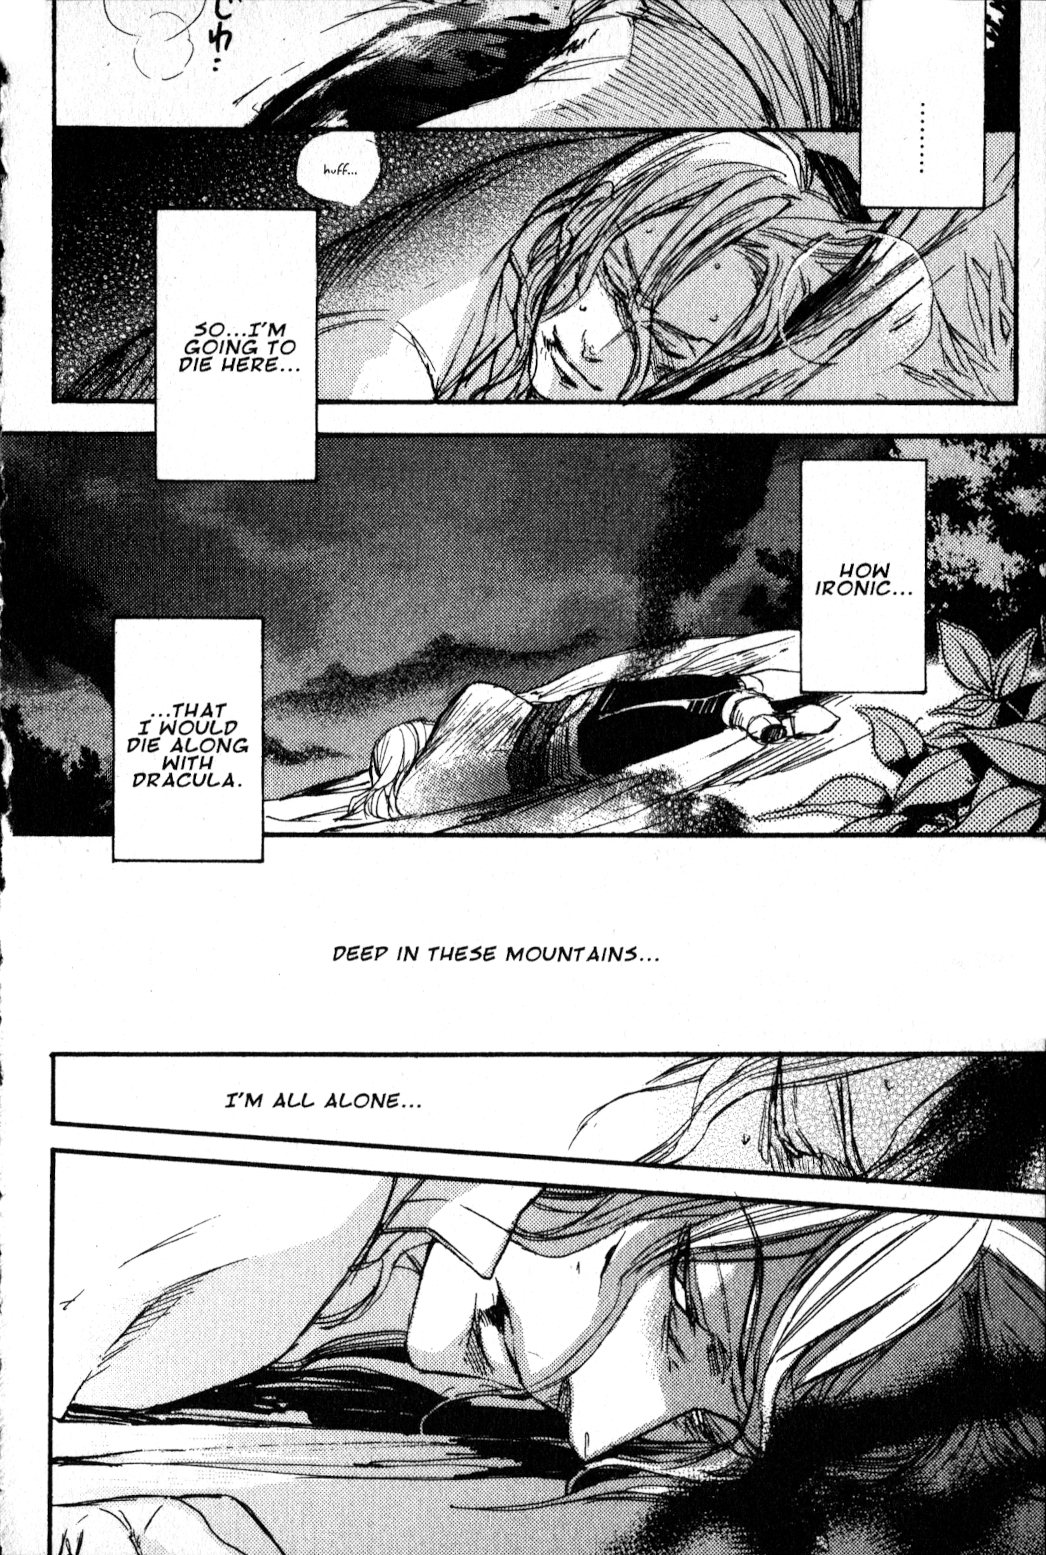 じわ…
………
huff...
SO...I'M
GOING TO
DIE HERE...
HOW
IRONIC...
...THAT
I WOULD
DIE ALONG
WITH
DRACULA.
DEEP IN THESE MOUNTAINS...
I'M ALL ALONE...